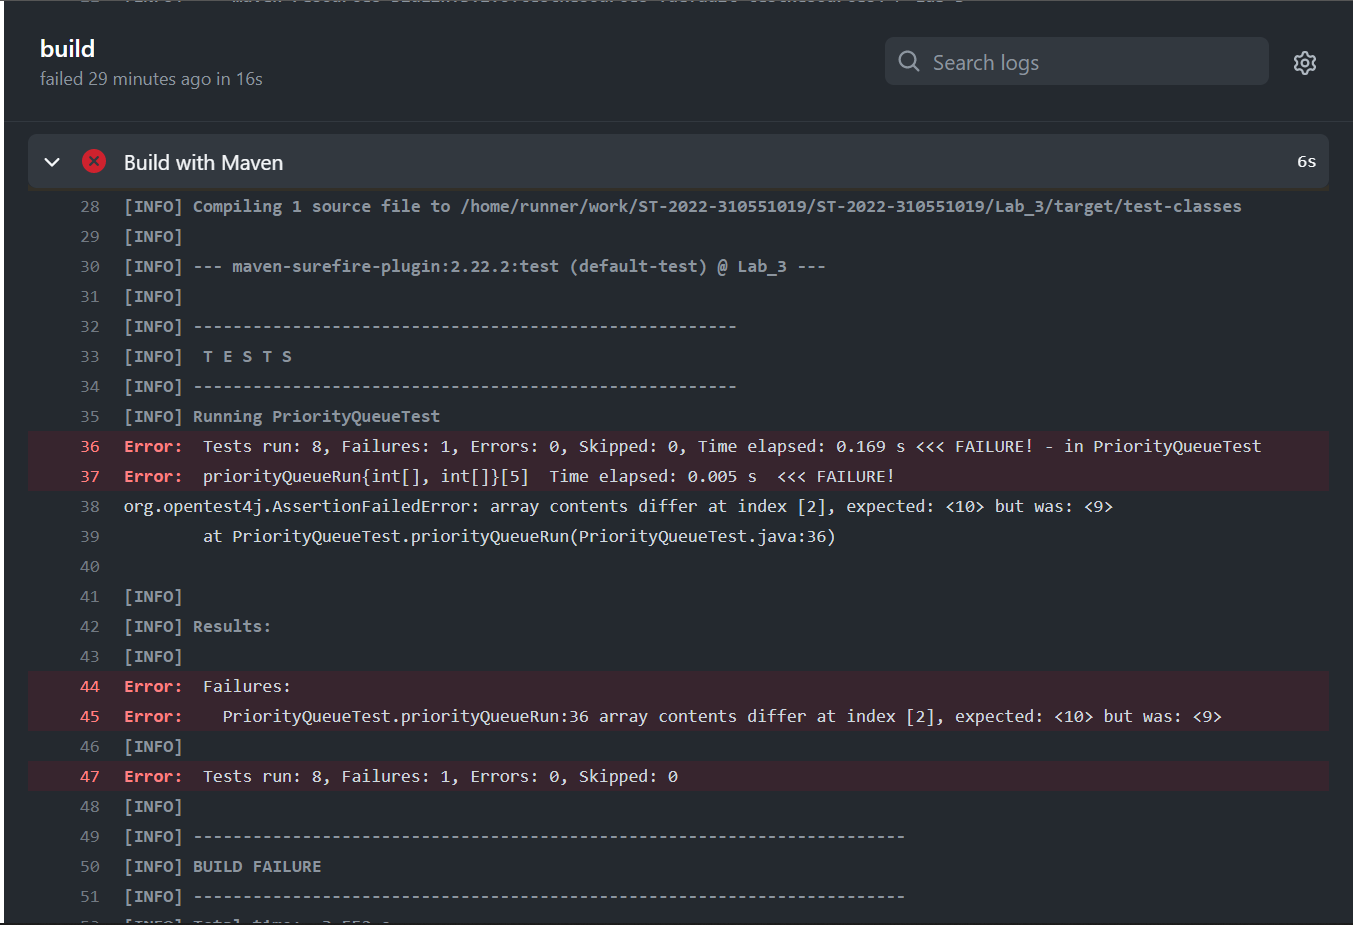 build
failed 29 minutes ago in 16s
Search logs
Build with Maven
6s
28 [INFO] Compiling 1 source file to /home/runner/work/ST-2022-310551019/ST-2022-310551019/Lab_3/target/test-classes
29 [INFO]
30 [INFO] --- maven-surefire-plugin:2.22.2:test (default-test) @ Lab_3 ---
31 [INFO]
32 [INFO] -------------------------------------------------------
33 [INFO]  T E S T S
34 [INFO] -------------------------------------------------------
35 [INFO] Running PriorityQueueTest
36 Error:  Tests run: 8, Failures: 1, Errors: 0, Skipped: 0, Time elapsed: 0.169 s <<< FAILURE! - in PriorityQueueTest
37 Error:  priorityQueueRun{int[], int[]}[5]  Time elapsed: 0.005 s  <<< FAILURE!
38 org.opentest4j.AssertionFailedError: array contents differ at index [2], expected: <10> but was: <9>
39 at PriorityQueueTest.priorityQueueRun(PriorityQueueTest.java:36)
40
41 [INFO]
42 [INFO] Results:
43 [INFO]
44 Error:  Failures:
45 Error:    PriorityQueueTest.priorityQueueRun:36 array contents differ at index [2], expected: <10> but was: <9>
46 [INFO]
47 Error:  Tests run: 8, Failures: 1, Errors: 0, Skipped: 0
48 [INFO]
49 [INFO] ------------------------------------------------------------------------
50 [INFO] BUILD FAILURE
51 [INFO] ------------------------------------------------------------------------